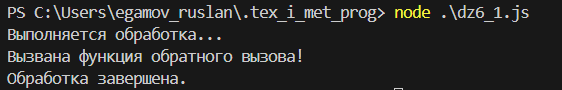 PS C:\Users\egamov_ruslan\.tex_i_met_prog> node .\dz6_1.js
Выполняется обработка...
Вызвана функция обратного вызова!
Обработка завершена.